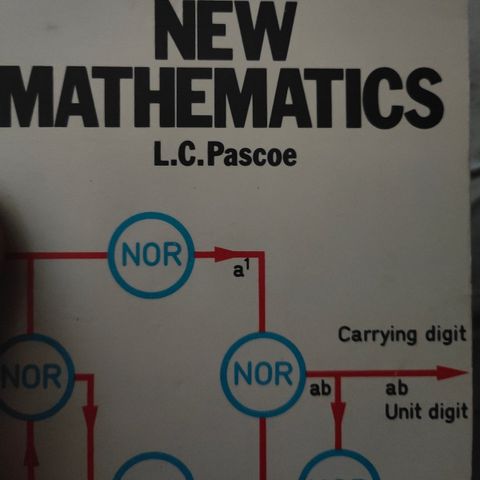 NEW
MATHEMATICS
L.C.Pascoe
NOR
a¹
Carrying digit
NOR
NOR
ab
ab
Unit digit